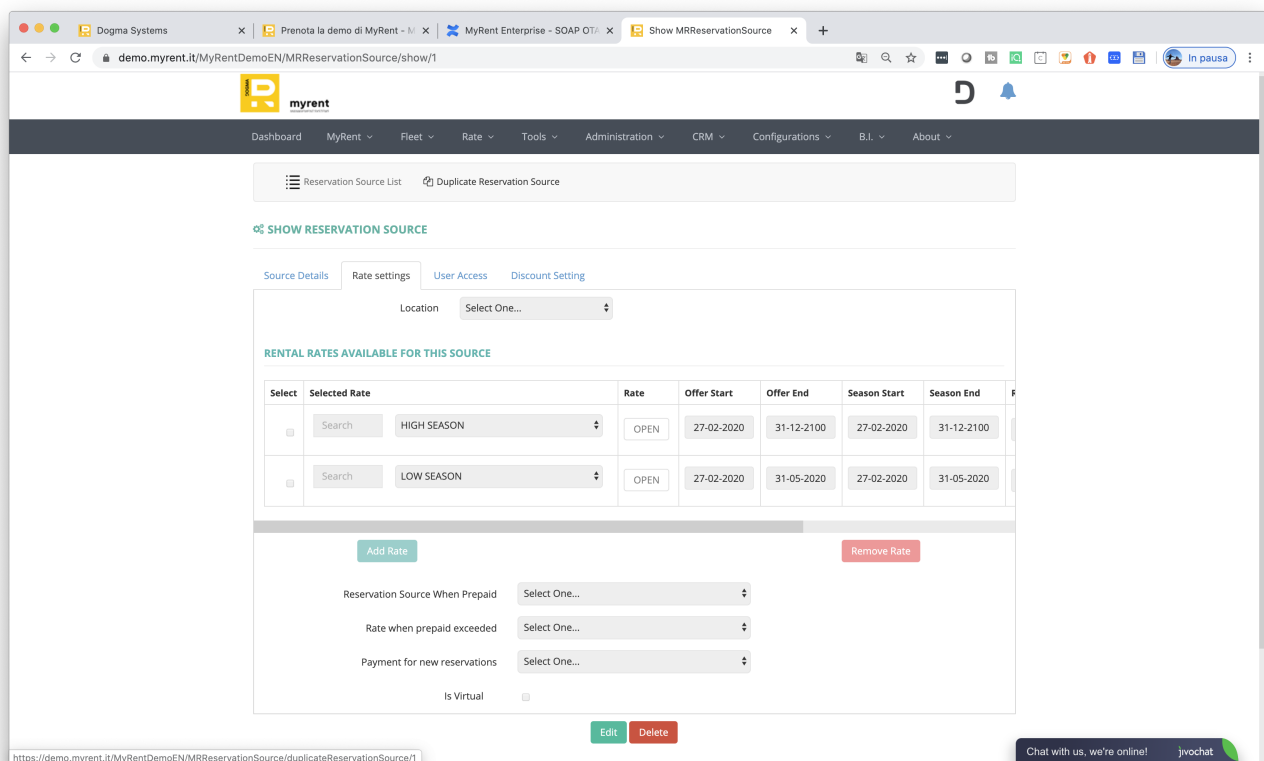 Dogma Systems
Prenota la demo di MyRent - M
MyRent Enterprise - SOAP OTA
Show MRReservationSource
demo.myrent.it/MyRentDemoEN/MRReservationSource/show/1
In pausa
DOGMA
myrent
Dashboard MyRent Fleet Rate Tools Administration CRM Configurations B.I. About
Reservation Source List Duplicate Reservation Source
SHOW RESERVATION SOURCE
Source Details Rate settings User Access Discount Setting
Location Select One...
RENTAL RATES AVAILABLE FOR THIS SOURCE
Select Selected Rate Rate Offer Start Offer End Season Start Season End
Search HIGH SEASON OPEN 27-02-2020 31-12-2100 27-02-2020 31-12-2100
Search LOW SEASON OPEN 27-02-2020 31-05-2020 27-02-2020 31-05-2020
Add Rate Remove Rate
Reservation Source When Prepaid Select One...
Rate when prepaid exceeded Select One...
Payment for new reservations Select One...
Is Virtual
Edit Delete
https://demo.myrent.it/MyRentDemoEN/MRReservationSource/duplicateReservationSource/1
Chat with us, we're online! jivochat